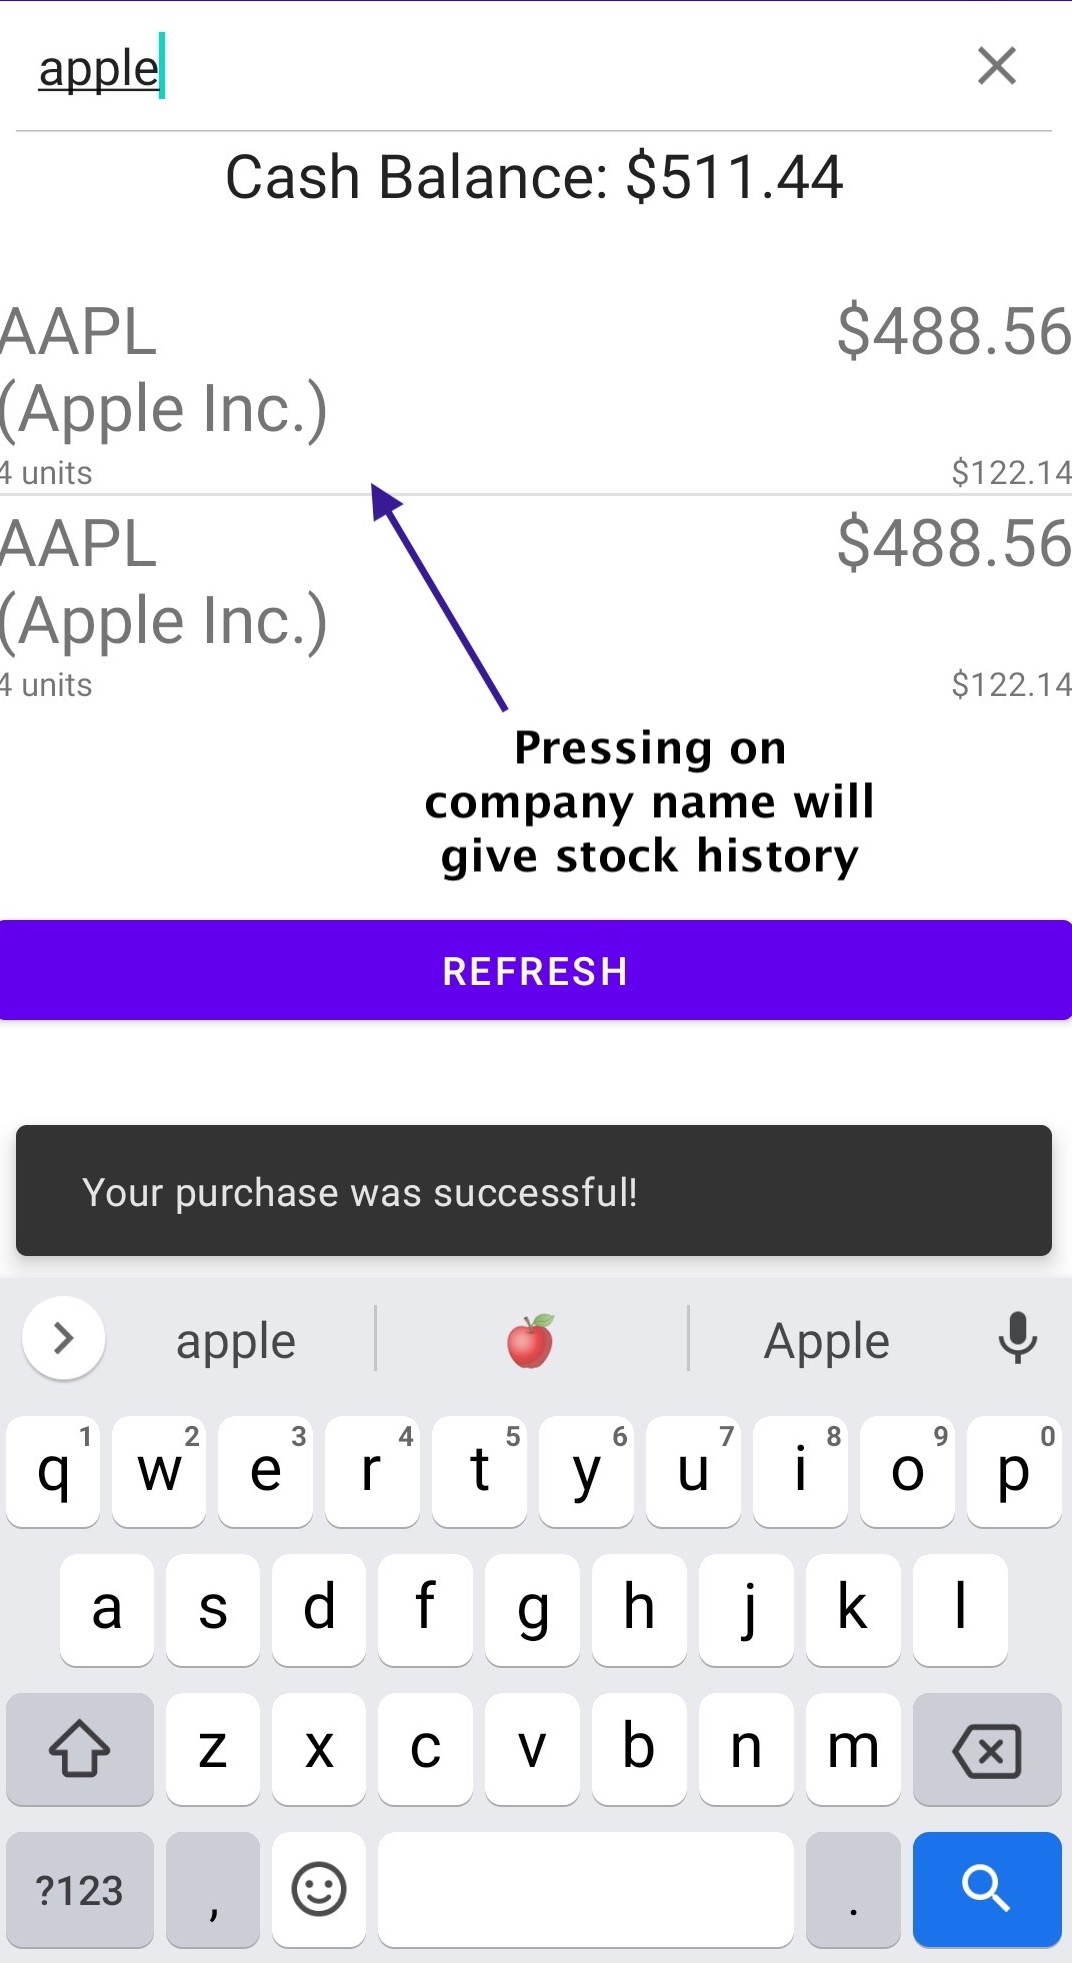 apple
Cash Balance: $511.44
AAPL $488.56
(Apple Inc.)
4 units $122.14
AAPL $488.56
(Apple Inc.)
4 units $122.14
Pressing on
company name will
give stock history
REFRESH
Your purchase was successful!
apple Apple
q 1 w 2 e 3 r 4 t 5 y 6 u 7 i 8 o 9 p 0
a s d f g h j k l
z x c v b n m
?123 , .